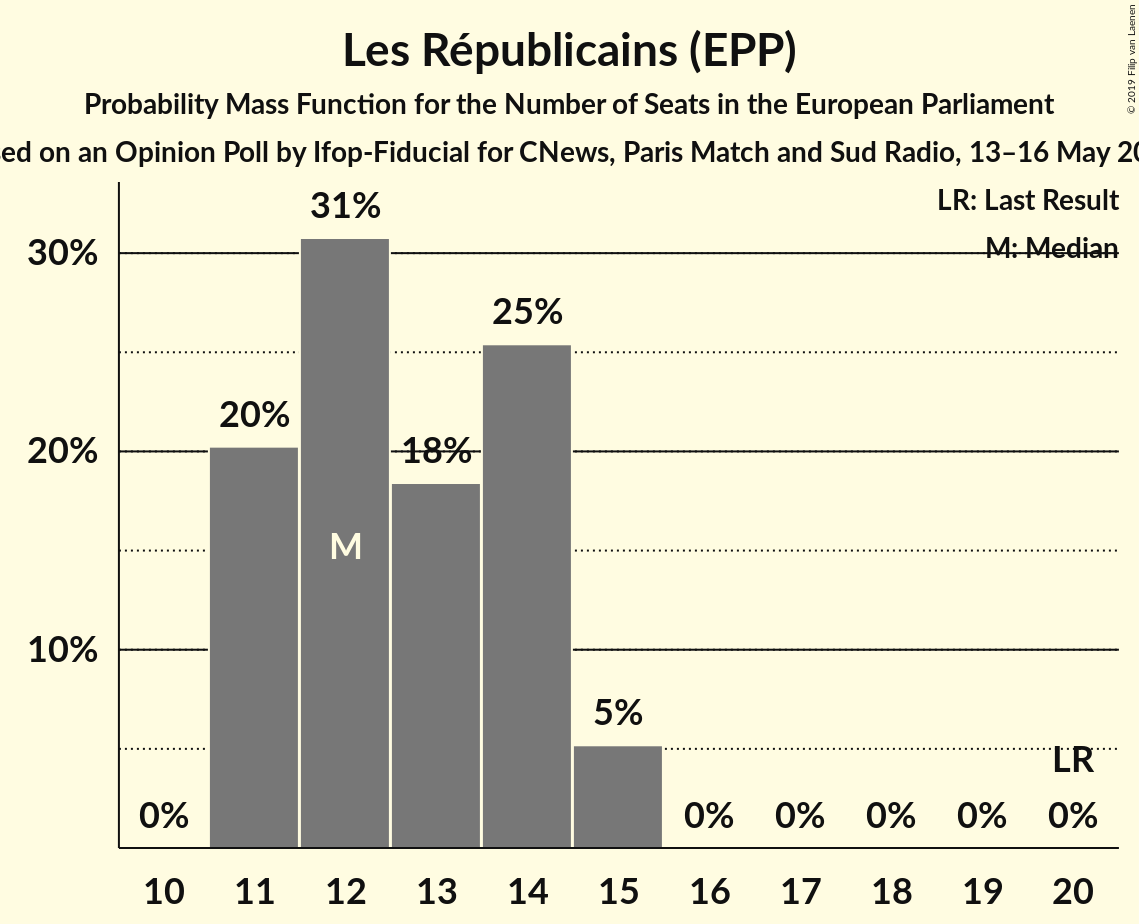 Les Républicains (EPP)
Probability Mass Function for the Number of Seats in the European Parliament
on an Opinion Poll by Ifop-Fiducial for CNews, Paris Match and Sud Radio, 13–16 May
© 2019 Filip van Laenen
LR: Last Result
M: Median
30%
20%
10%
0%
20%
31%
M
18%
25%
5%
0%
0%
0%
0%
LR
0%
10 11 12 13 14 15 16 17 18 19 20